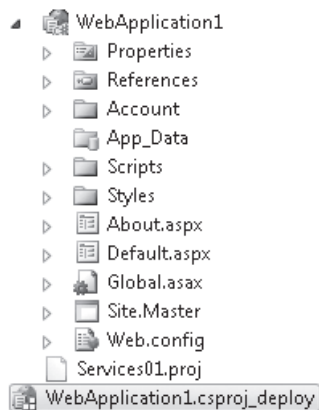 WebApplication1
Properties
References
Account
App_Data
Scripts
Styles
About.aspx
Default.aspx
Global.asax
Site.Master
Web.config
Services01.proj
WebApplication1.csproj_deploy